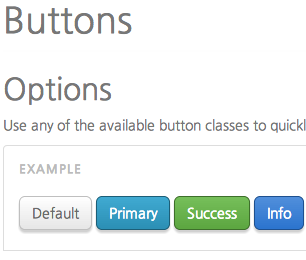 Buttons
Options
Use any of the available button classes to quickl
EXAMPLE
Default Primary Success Info